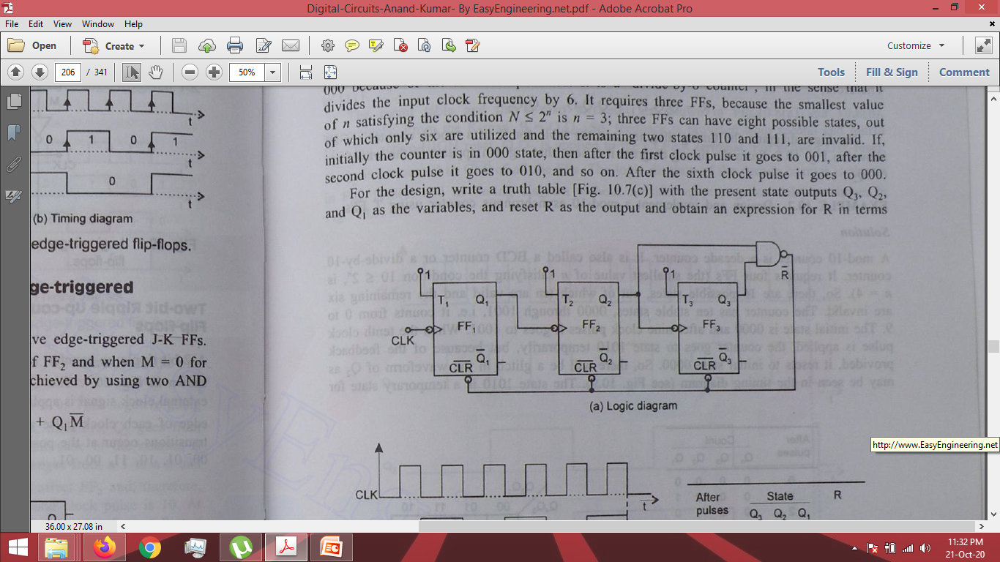 Digital-Circuits-Anand-Kumar- By EasyEngineering.net.pdf - Adobe Acrobat Pro
File Edit View Window Help
Open Create Customize
206 / 341 50% Tools Fill & Sign Comment
divides the input clock frequency by 6. It requires three FFs, because the smallest value
of n satisfying the condition N ≤ 2ⁿ is n = 3; three FFs can have eight possible states, out
of which only six are utilized and the remaining two states 110 and 111, are invalid. If,
initially the counter is in 000 state, then after the first clock pulse it goes to 001, after the
second clock pulse it goes to 010, and so on. After the sixth clock pulse it goes to 000.
For the design, write a truth table [Fig. 10.7(c)] with the present state outputs Q₃, Q₂,
and Q₁ as the variables, and reset R as the output and obtain an expression for R in terms
t
0 1 0 1
t
0
t
(b) Timing diagram
edge-triggered flip-flops.
ge-triggered
ve edge-triggered J-K FFs.
f FF₂ and when M = 0 for
chieved by using two AND
+ Q₁M̅
1 1 1 R̅
T₁ Q₁ T₂ Q₂ T₃ Q₃
FF₁ FF₂ FF₃
CLK
C̅L̅R̅ Q̅₁ C̅L̅R̅ Q̅₂ C̅L̅R̅ Q̅₃
(a) Logic diagram
http://www.EasyEngineering.net
CLK
t
After State R
pulses Q₃ Q₂ Q₁
36.00 x 27.08 in
11:32 PM
21-Oct-20